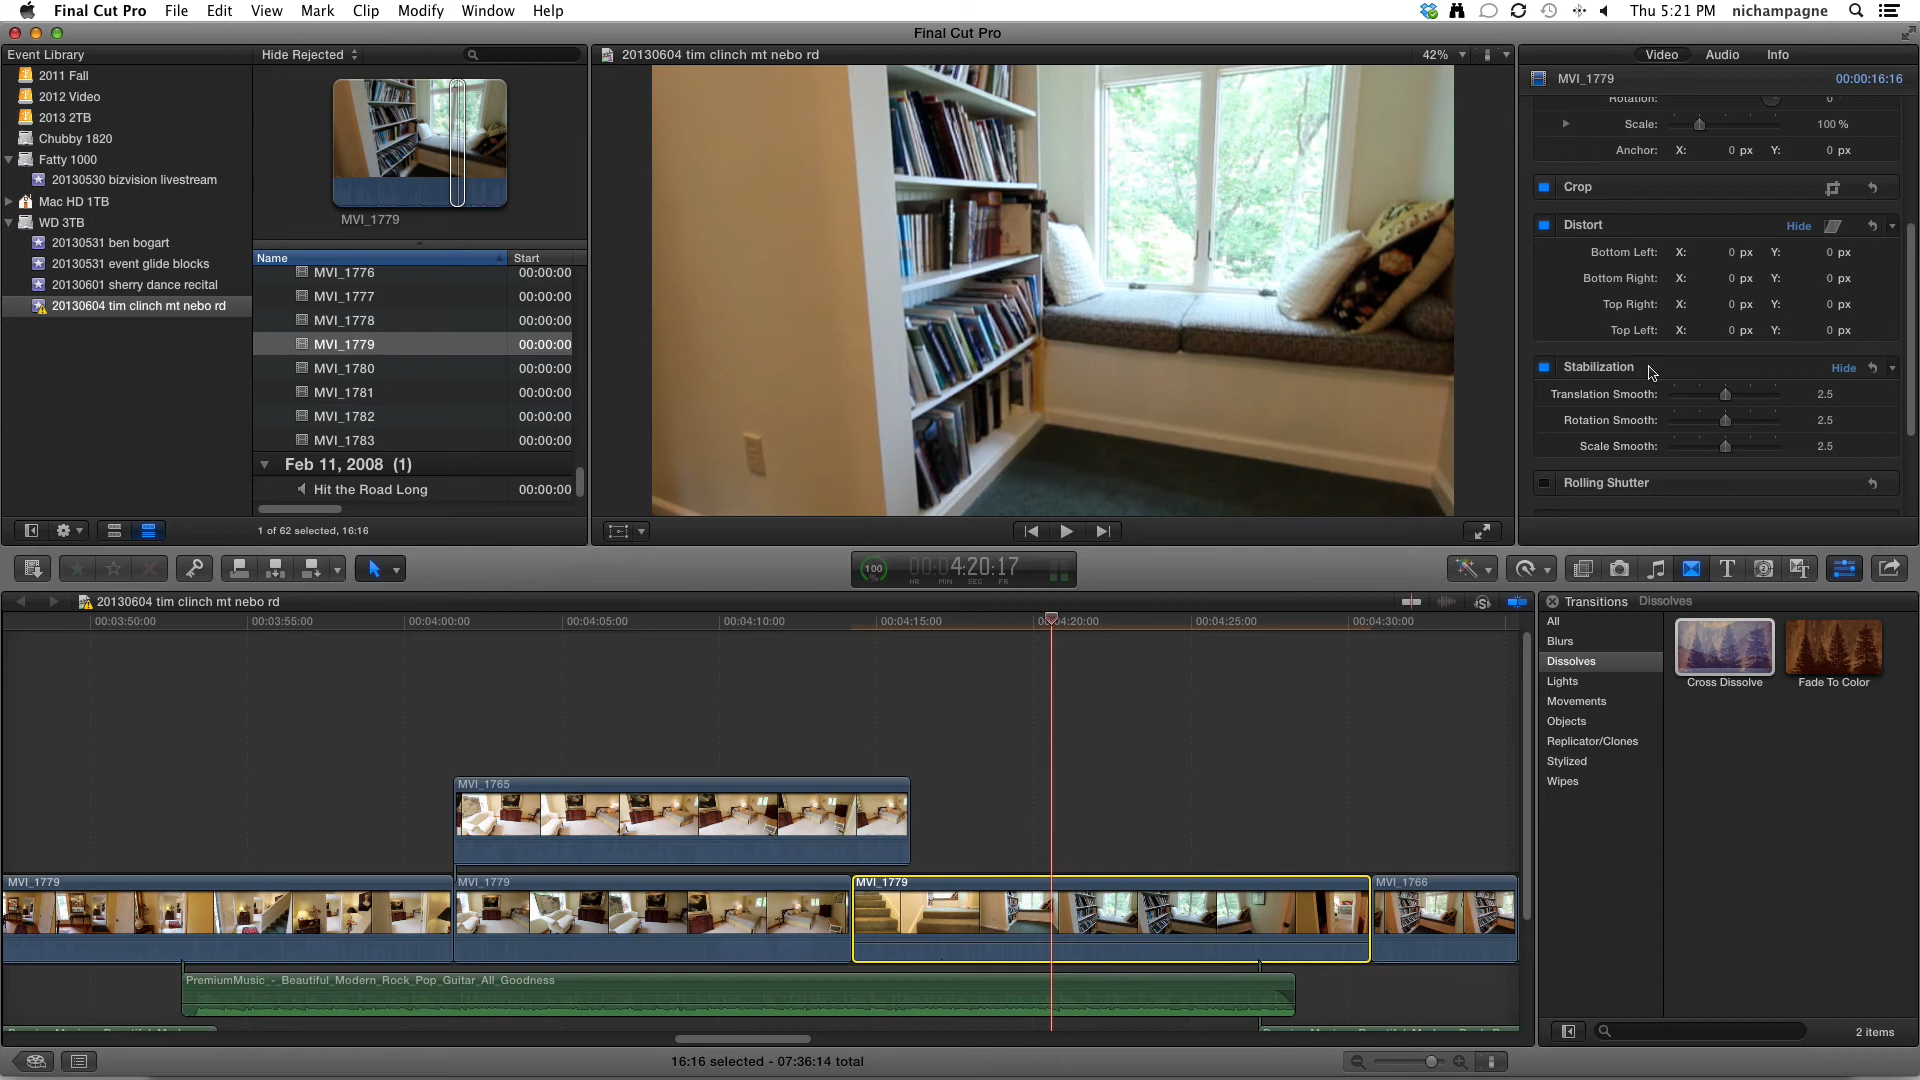 Final Cut Pro File Edit View Mark Clip Modify Window Help Thu 5:21 PM nichampagne
Final Cut Pro
Event Library
2011 Fall
2012 Video
2013 2TB
Chubby 1820
Fatty 1000
20130530 bizvision livestream
Mac HD 1TB
WD 3TB
20130531 ben bogart
20130531 event glide blocks
20130601 sherry dance recital
20130604 tim clinch mt nebo rd
Hide Rejected
MVI_1779
Name Start
MVI_1776 00:00:00
MVI_1777 00:00:00
MVI_1778 00:00:00
MVI_1779 00:00:00
MVI_1780 00:00:00
MVI_1781 00:00:00
MVI_1782 00:00:00
MVI_1783 00:00:00
Feb 11, 2008 (1)
Hit the Road Long 00:00:00
1 of 62 selected, 16:16
20130604 tim clinch mt nebo rd 42%
Video Audio Info
MVI_1779 00:00:16:16
Rotation: 0 °
Scale: 100 %
Anchor: X: 0 px Y: 0 px
Crop
Distort Hide
Bottom Left: X: 0 px Y: 0 px
Bottom Right: X: 0 px Y: 0 px
Top Right: X: 0 px Y: 0 px
Top Left: X: 0 px Y: 0 px
Stabilization Hide
Translation Smooth: 2.5
Rotation Smooth: 2.5
Scale Smooth: 2.5
Rolling Shutter
100 % 00:04:20:17
HR MIN SEC FR
20130604 tim clinch mt nebo rd
00:03:50:00 00:03:55:00 00:04:00:00 00:04:05:00 00:04:10:00 00:04:15:00 00:04:20:00 00:04:25:00 00:04:30:00
MVI_1765
MVI_1779 MVI_1779 MVI_1779 MVI_1766
PremiumMusic_-_Beautiful_Modern_Rock_Pop_Guitar_All_Goodness
16:16 selected - 07:36:14 total
Transitions Dissolves
All
Blurs
Dissolves
Lights
Movements
Objects
Replicator/Clones
Stylized
Wipes
Cross Dissolve Fade To Color
2 items